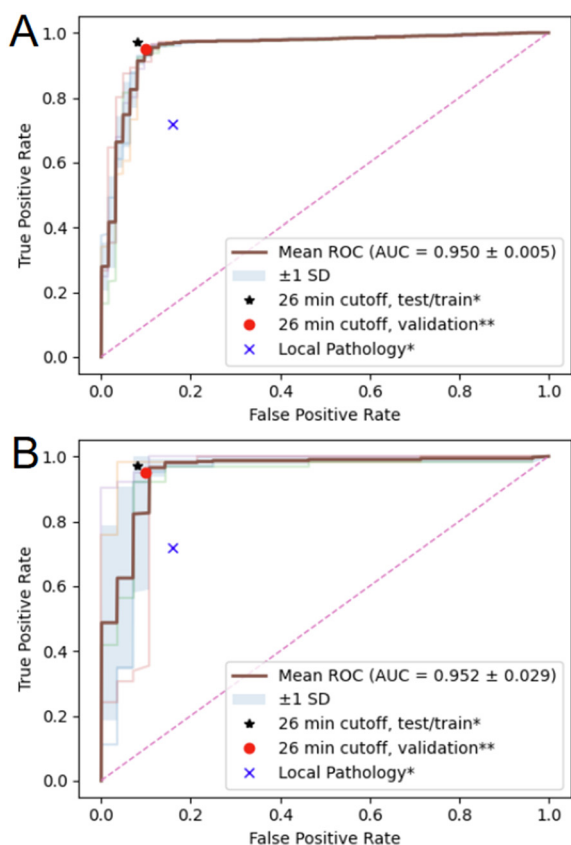 A
1.0
0.8
0.6
0.4
0.2
0.0
True Positive Rate
Mean ROC (AUC = 0.950 ± 0.005)
±1 SD
26 min cutoff, test/train*
26 min cutoff, validation**
Local Pathology*
0.0 0.2 0.4 0.6 0.8 1.0
False Positive Rate
B
1.0
0.8
0.6
0.4
0.2
0.0
True Positive Rate
Mean ROC (AUC = 0.952 ± 0.029)
±1 SD
26 min cutoff, test/train*
26 min cutoff, validation**
Local Pathology*
0.0 0.2 0.4 0.6 0.8 1.0
False Positive Rate